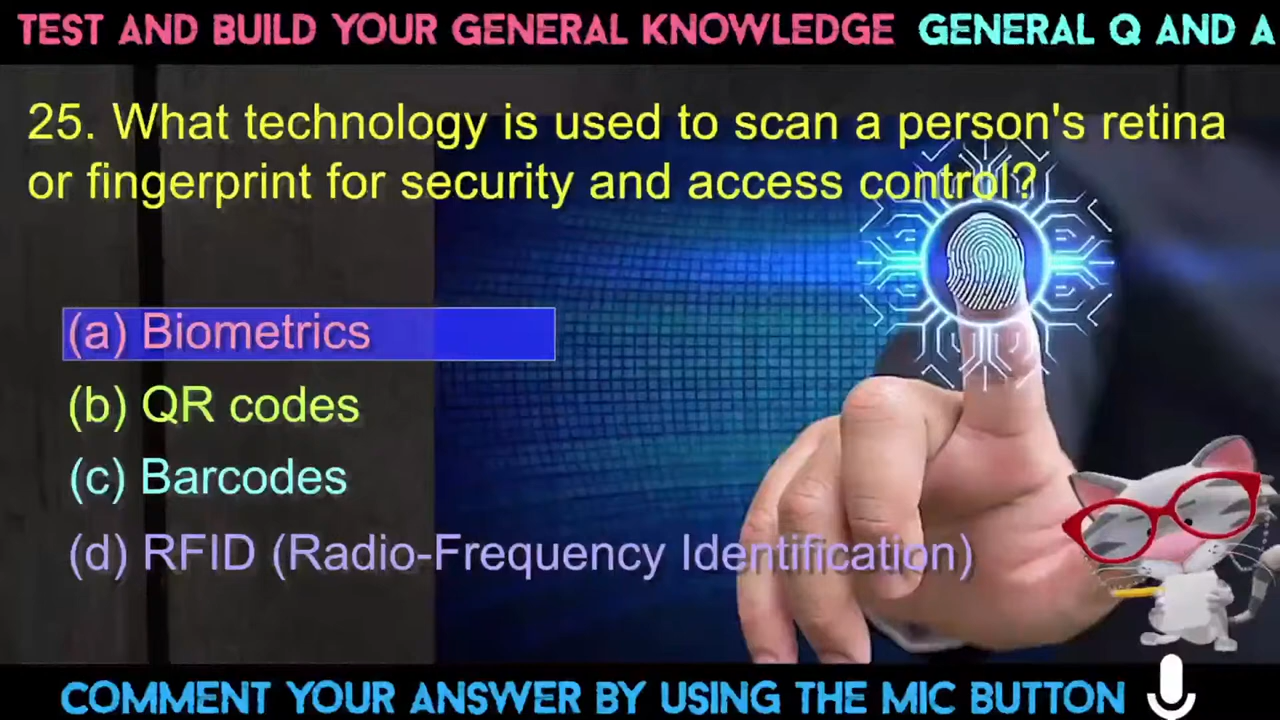 TEST AND BUILD YOUR GENERAL KNOWLEDGE GENERAL Q AND A
25. What technology is used to scan a person's retina
or fingerprint for security and access control?
(a) Biometrics
(b) QR codes
(c) Barcodes
(d) RFID (Radio-Frequency Identification)
COMMENT YOUR ANSWER BY USING THE MIC BUTTON